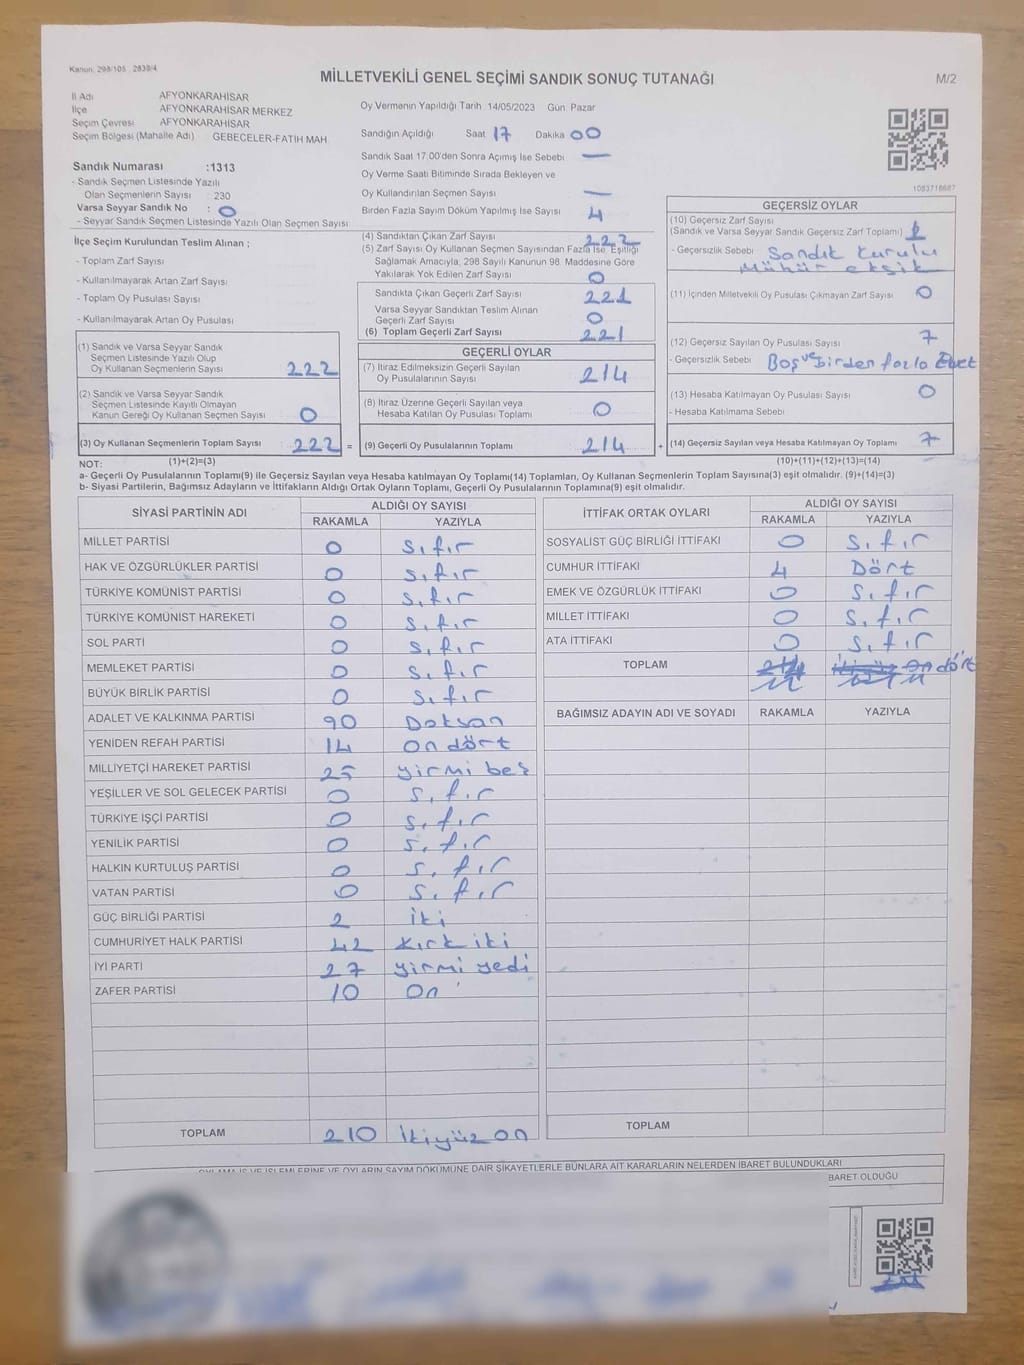 Kanun: 298/105 , 2839/4
MİLLETVEKİLİ GENEL SEÇİMİ SANDIK SONUÇ TUTANAĞI
M/2
İl Adı AFYONKARAHİSAR
İlçe AFYONKARAHİSAR MERKEZ
Seçim Çevresi AFYONKARAHİSAR
Seçim Bölgesi (Mahalle Adı) GEBECELER-FATİH MAH
Sandık Numarası :1313
- Sandık Seçmen Listesinde Yazılı
Olan Seçmenlerin Sayısı : 230
Varsa Seyyar Sandık No : 0
- Seyyar Sandık Seçmen Listesinde Yazılı Olan Seçmen Sayısı
İlçe Seçim Kurulundan Teslim Alınan ;
- Toplam Zarf Sayısı
- Kullanılmayarak Artan Zarf Sayısı
- Toplam Oy Pusulası Sayısı
- Kullanılmayarak Artan Oy Pusulası
Oy Vermenin Yapıldığı Tarih 14/05/2023 Gün Pazar
Sandığın Açıldığı Saat 17 Dakika 00
Sandık Saat 17.00'den Sonra Açımış İse Sebebi —
Oy Verme Saati Bitiminde Sırada Bekleyen ve
Oy Kullandırılan Seçmen Sayısı —
Birden Fazla Sayım Döküm Yapılmış İse Sayısı 4
(4) Sandıktan Çıkan Zarf Sayısı 222
(5) Zarf Sayısı Oy Kullanan Seçmen Sayısından Fazla İse, Eşitliği
Sağlamak Amacıyla; 298 Sayılı Kanunun 98. Maddesine Göre
Yakılarak Yok Edilen Zarf Sayısı 0
Sandıkta Çıkan Geçerli Zarf Sayısı 221
Varsa Seyyar Sandıktan Teslim Alınan
Geçerli Zarf Sayısı 0
(6) Toplam Geçerli Zarf Sayısı 221
1083716687
GEÇERSİZ OYLAR
(10) Geçersiz Zarf Sayısı
(Sandık ve Varsa Seyyar Sandık Geçersiz Zarf Toplamı)
- Geçersizlik Sebebi Sandık Kurulu
Mühür eksik
(11) İçinden Milletvekili Oy Pusulası Çıkmayan Zarf Sayısı 0
(12) Geçersiz Sayılan Oy Pusulası Sayısı 7
- Geçersizlik Sebebi Boş ve birden fazla Evet
(13) Hesaba Katılmayan Oy Pusulası Sayısı 0
- Hesaba Katılmama Sebebi
(14) Geçersiz Sayılan veya Hesaba Katılmayan Oy Toplamı 7
(10)+(11)+(12)+(13)=(14)
(1) Sandık ve Varsa Seyyar Sandık
Seçmen Listesinde Yazılı Olup
Oy Kullanan Seçmenlerin Sayısı 222
(2) Sandık ve Varsa Seyyar Sandık
Seçmen Listesinde Kayıtlı Olmayan
Kanun Gereği Oy Kullanan Seçmen Sayısı 0
(3) Oy Kullanan Seçmenlerin Toplam Sayısı 222 =
GEÇERLİ OYLAR
(7) İtiraz Edilmeksizin Geçerli Sayılan
Oy Pusulalarının Sayısı 214
(8) İtiraz Üzerine Geçerli Sayılan veya
Hesaba Katılan Oy Pusulası Toplamı 0
(9) Geçerli Oy Pusulalarının Toplamı 214 +
NOT: (1)+(2)=(3)
a- Geçerli Oy Pusulalarının Toplamı(9) ile Geçersiz Sayılan veya Hesaba katılmayan Oy Toplamı(14) Toplamları, Oy Kullanan Seçmenlerin Toplam Sayısına(3) eşit olmalıdır. (9)+(14)=(3)
b- Siyasi Partilerin, Bağımsız Adayların ve İttifakların Aldığı Ortak Oyların Toplamı, Geçerli Oy Pusulalarının Toplamına(9) eşit olmalıdır.
SİYASİ PARTİNİN ADI ALDIĞI OY SAYISI
RAKAMLA YAZIYLA
MİLLET PARTİSİ 0 Sıfır
HAK VE ÖZGÜRLÜKLER PARTİSİ 0 Sıfır
TÜRKİYE KOMÜNİST PARTİSİ 0 Sıfır
TÜRKİYE KOMÜNİST HAREKETİ 0 Sıfır
SOL PARTİ 0 Sıfır
MEMLEKET PARTİSİ 0 Sıfır
BÜYÜK BİRLİK PARTİSİ 0 Sıfır
ADALET VE KALKINMA PARTİSİ 90 Doksan
YENİDEN REFAH PARTİSİ 14 On dört
MİLLİYETÇİ HAREKET PARTİSİ 25 yirmi beş
YEŞİLLER VE SOL GELECEK PARTİSİ 0 Sıfır
TÜRKİYE İŞÇİ PARTİSİ 0 Sıfır
YENİLİK PARTİSİ 0 Sıfır
HALKIN KURTULUŞ PARTİSİ 0 Sıfır
VATAN PARTİSİ 0 Sıfır
GÜÇ BİRLİĞİ PARTİSİ 2 İki
CUMHURİYET HALK PARTİSİ 42 Kırk iki
İYİ PARTİ 27 yirmi yedi
ZAFER PARTİSİ 10 On
TOPLAM 210 İkiyüz on
İTTİFAK ORTAK OYLARI ALDIĞI OY SAYISI
RAKAMLA YAZIYLA
SOSYALİST GÜÇ BİRLİĞİ İTTİFAKI 0 Sıfır
CUMHUR İTTİFAKI 4 Dört
EMEK VE ÖZGÜRLÜK İTTİFAKI 0 Sıfır
MİLLET İTTİFAKI 0 Sıfır
ATA İTTİFAKI 0 Sıfır
TOPLAM 214 İkiyüz On dört
BAĞIMSIZ ADAYIN ADI VE SOYADI RAKAMLA YAZIYLA
TOPLAM
OYLAMA İŞ VE İŞLEMLERİNE VE OYLARIN SAYIM DÖKÜMÜNE DAİR ŞİKAYETLERLE BUNLARA AİT KARARLARIN NELERDEN İBARET BULUNDUKLARI
BARET OLDUĞU